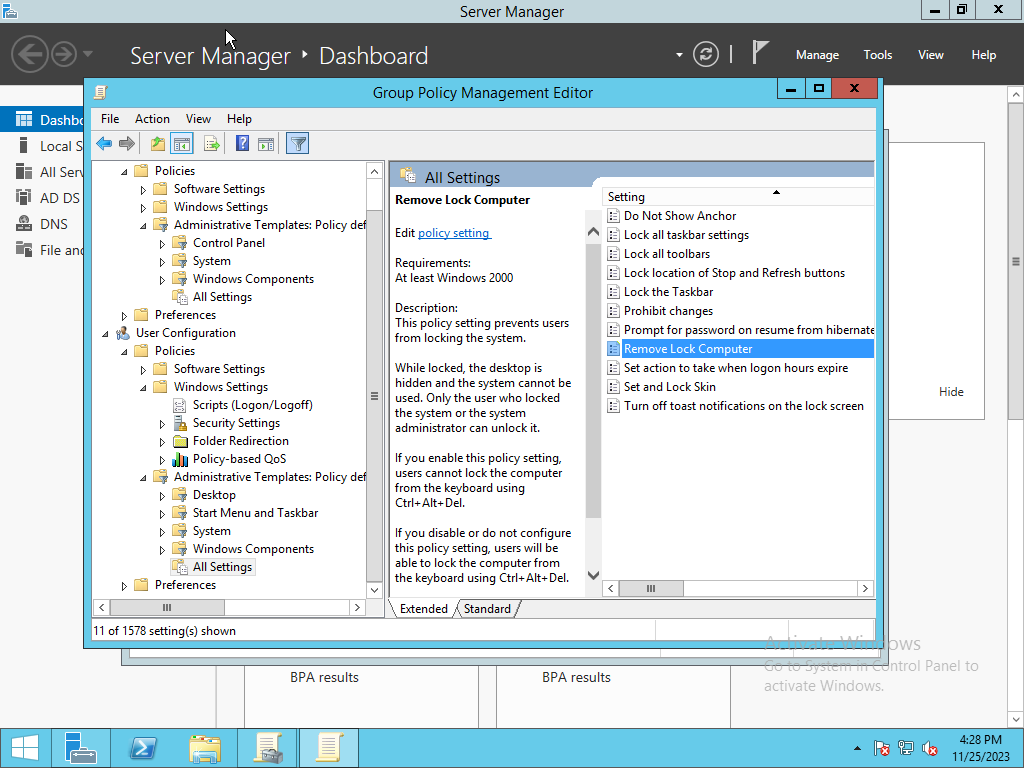 Server Manager
Server Manager • Dashboard
Manage
Tools
View
Help
Dashbo
Local S
All Serv
AD DS
DNS
File and
Group Policy Management Editor
File
Action
View
Help
Policies
Software Settings
Windows Settings
Administrative Templates: Policy def
Control Panel
System
Windows Components
All Settings
Preferences
User Configuration
Policies
Software Settings
Windows Settings
Scripts (Logon/Logoff)
Security Settings
Folder Redirection
Policy-based QoS
Administrative Templates: Policy def
Desktop
Start Menu and Taskbar
System
Windows Components
All Settings
Preferences
All Settings
Remove Lock Computer
Edit policy setting
Requirements:
At least Windows 2000
Description:
This policy setting prevents users
from locking the system.
While locked, the desktop is
hidden and the system cannot be
used. Only the user who locked
the system or the system
administrator can unlock it.
If you enable this policy setting,
users cannot lock the computer
from the keyboard using
Ctrl+Alt+Del.
If you disable or do not configure
this policy setting, users will be
able to lock the computer from
the keyboard using Ctrl+Alt+Del.
Setting
Do Not Show Anchor
Lock all taskbar settings
Lock all toolbars
Lock location of Stop and Refresh buttons
Lock the Taskbar
Prohibit changes
Prompt for password on resume from hibernate
Remove Lock Computer
Set action to take when logon hours expire
Set and Lock Skin
Turn off toast notifications on the lock screen
Extended
Standard
11 of 1578 setting(s) shown
Hide
BPA results
BPA results
Activate Windows
Go to System in Control Panel to
activate Windows.
4:28 PM
11/25/2023